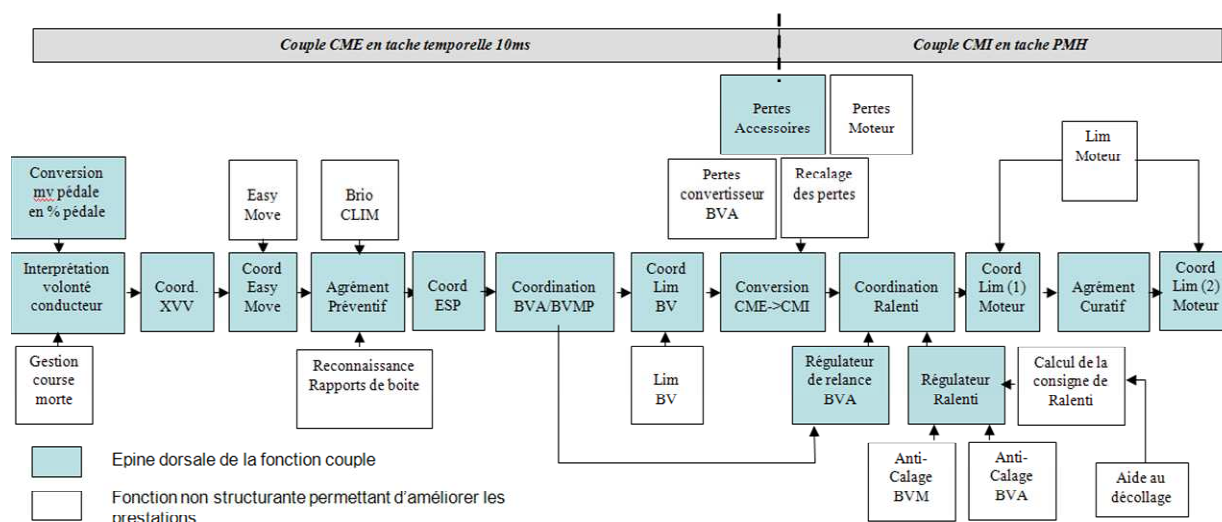 Couple CME en tache temporelle 10ms
Couple CMI en tache PMH
Pertes
Accessoires
Pertes
Moteur
Lim
Moteur
Conversion
mv pédale
en % pédale
Easy
Move
Brio
CLIM
Pertes
convertisseur
BVA
Recalage
des pertes
Interprétation
volonté
conducteur
Coord.
XVV
Coord
Easy
Move
Agrément
Préventif
Coord
ESP
Coordination
BVA/BVMP
Coord
Lim
BV
Conversion
CME->CMI
Coordination
Ralenti
Coord
Lim (1)
Moteur
Agrément
Curatif
Coord
Lim (2)
Moteur
Gestion
course
morte
Reconnaissance
Rapports de boite
Lim
BV
Régulateur
de relance
BVA
Régulateur
Ralenti
Calcul de la
consigne de
Ralenti
Anti-
Calage
BVM
Anti-
Calage
BVA
Aide au
décollage
Epine dorsale de la fonction couple
Fonction non structurante permettant d'améliorer les
prestations